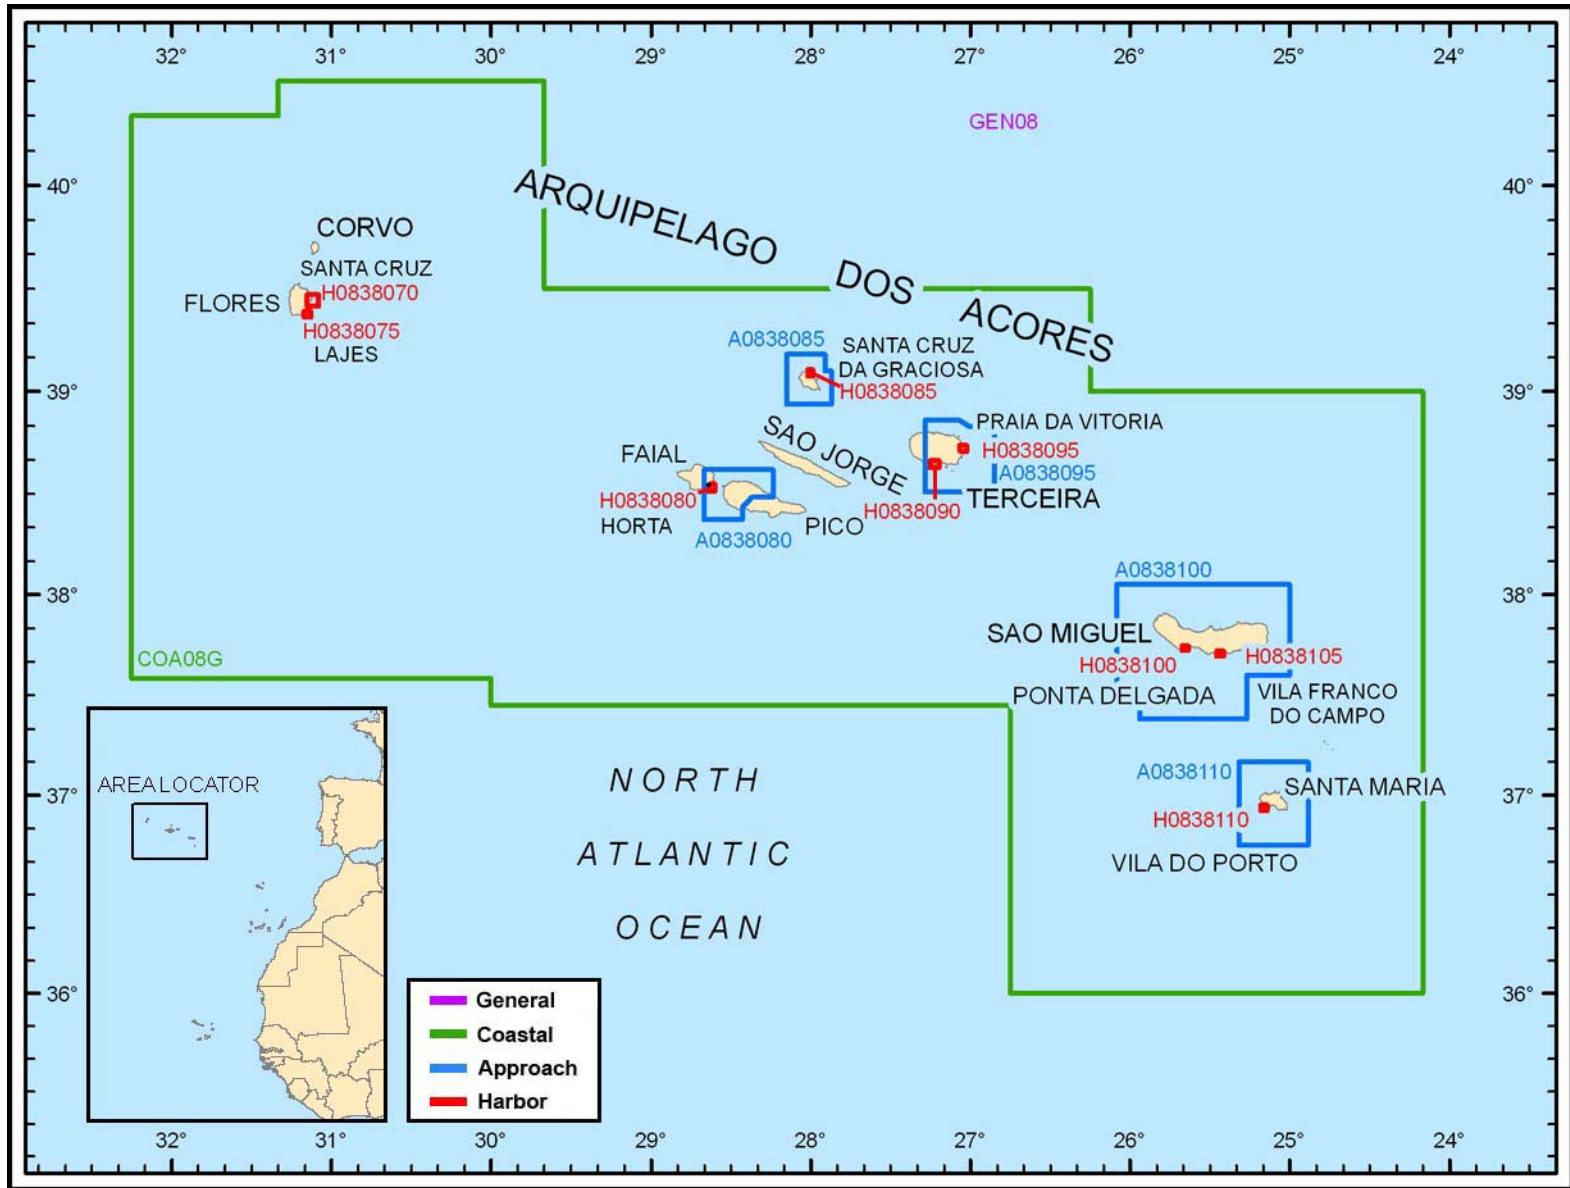 32° 31° 30° 29° 28° 27° 26° 25° 24°
GEN08
40° 40°
ARQUIPELAGO DOS ACORES
CORVO
SANTA CRUZ
H0838070
FLORES
H0838075
LAJES
A0838085
SANTA CRUZ
DA GRACIOSA
H0838085
39° 39°
SAO JORGE
PRAIA DA VITORIA
H0838095
A0838095
TERCEIRA
H0838090
FAIAL
H0838080
HORTA
A0838080
PICO
38° 38°
A0838100
SAO MIGUEL
H0838100
H0838105
PONTA DELGADA
VILA FRANCO
DO CAMPO
COA08G
A0838110
SANTA MARIA
H0838110
VILA DO PORTO
37° 37°
AREA LOCATOR
NORTH
ATLANTIC
OCEAN
36° 36°
General
Coastal
Approach
Harbor
32° 31° 30° 29° 28° 27° 26° 25° 24°